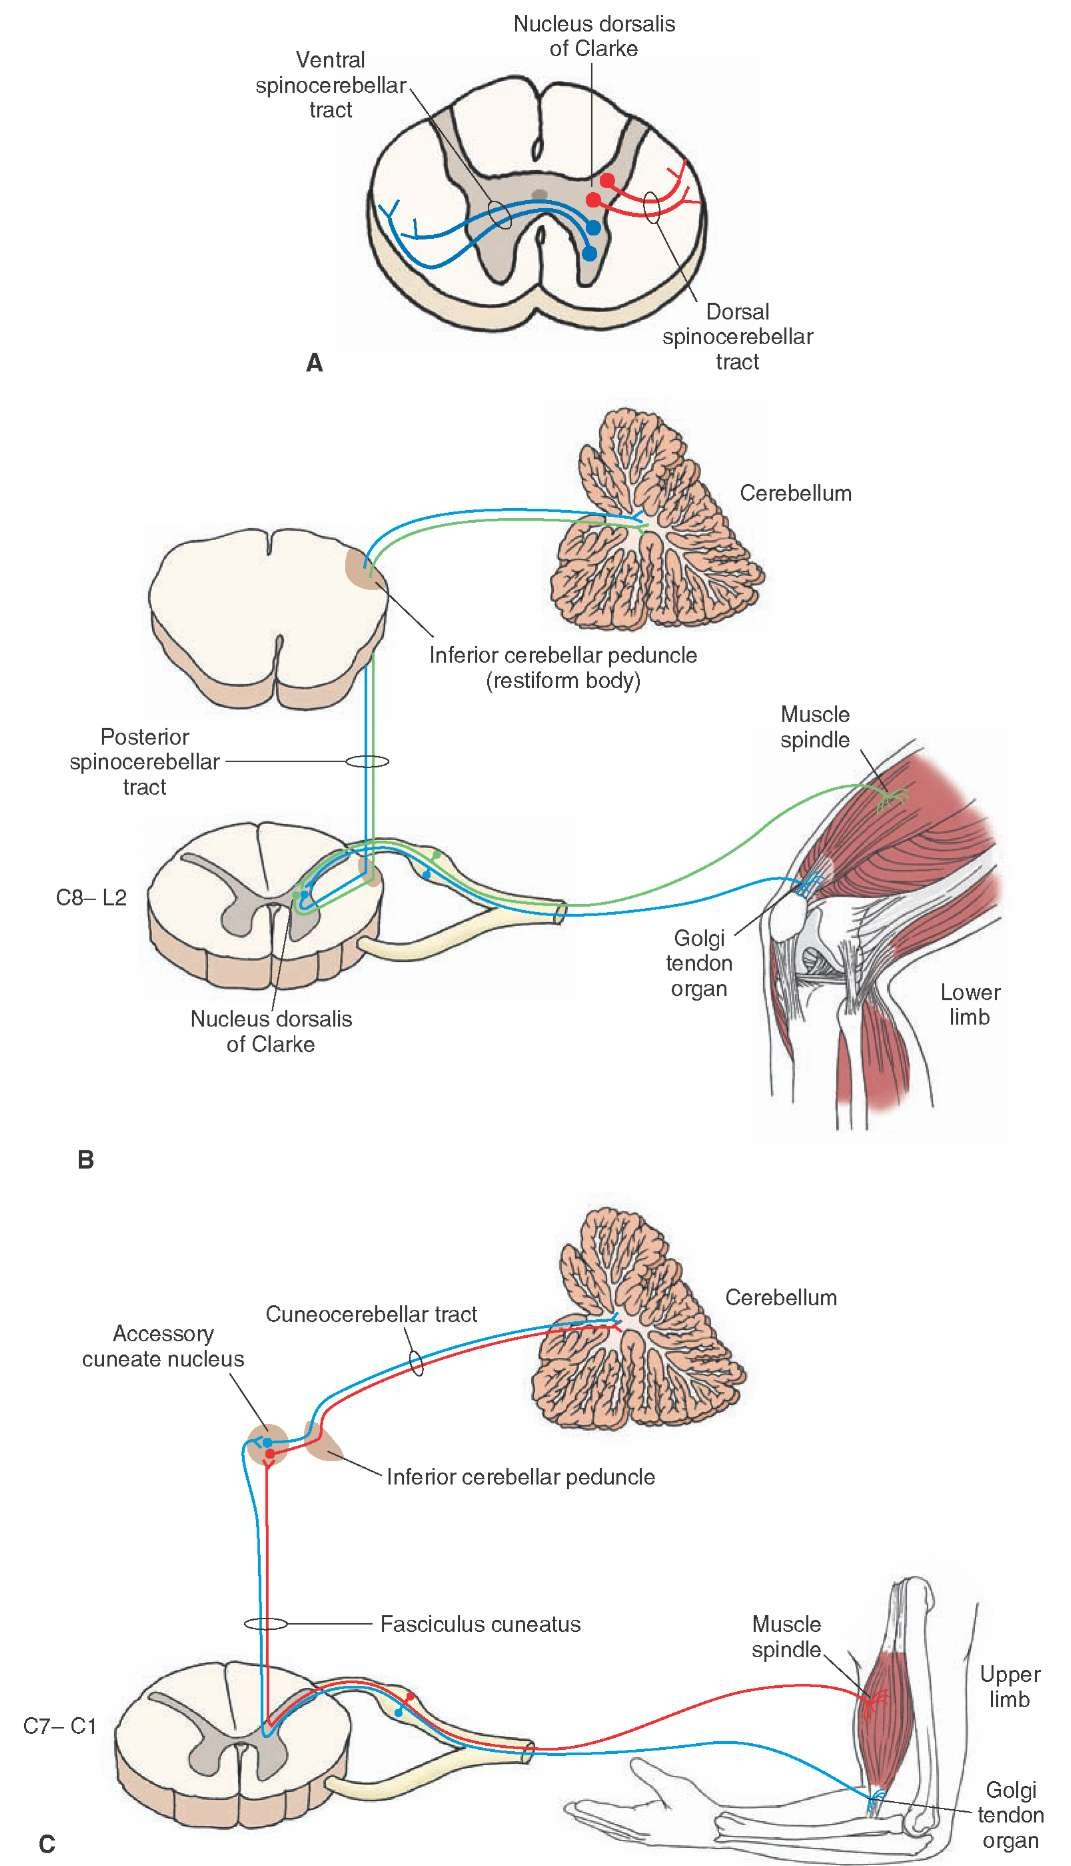 Nucleus dorsalis
of Clarke
Ventral
spinocerebellar
tract
Dorsal
spinocerebellar
tract
A
Cerebellum
Inferior cerebellar peduncle
(restiform body)
Muscle
spindle
Posterior
spinocerebellar
tract
C8– L2
Golgi
tendon
organ
Lower
limb
Nucleus dorsalis
of Clarke
B
Cerebellum
Cuneocerebellar tract
Accessory
cuneate nucleus
Inferior cerebellar peduncle
Fasciculus cuneatus
Muscle
spindle
Upper
limb
C7– C1
Golgi
tendon
organ
C